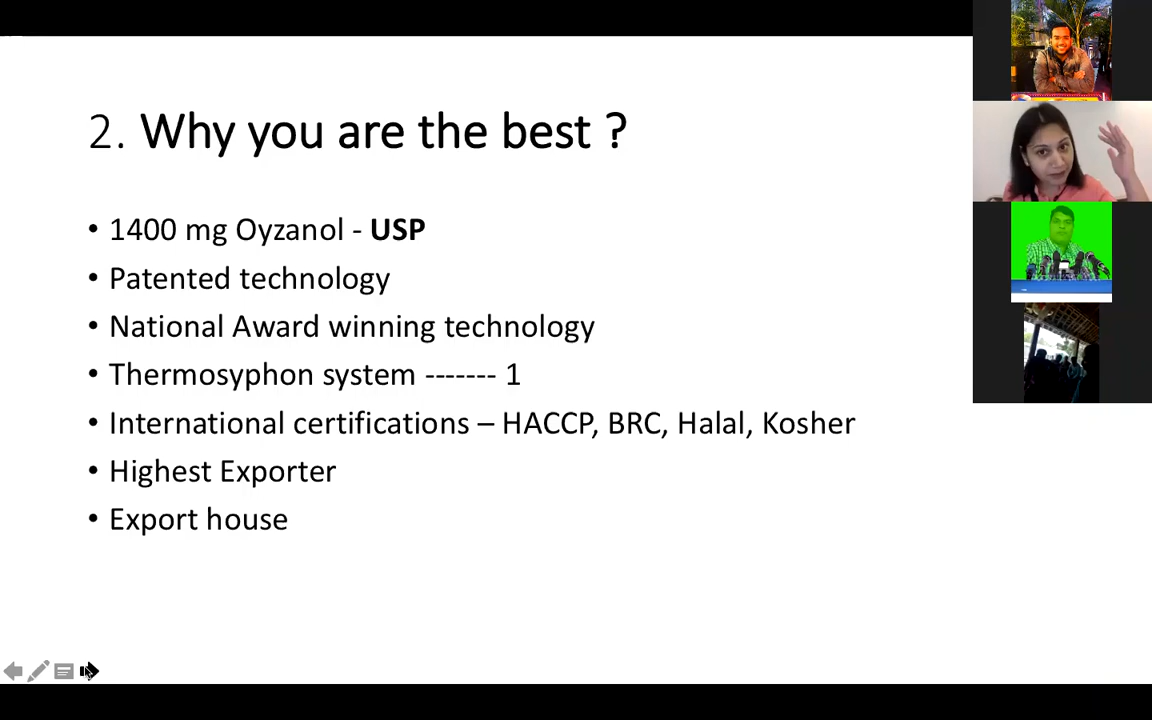 2. Why you are the best ?
• 1400 mg Oyzanol - USP
• Patented technology
• National Award winning technology
• Thermosyphon system ------- 1
• International certifications – HACCP, BRC, Halal, Kosher
• Highest Exporter
• Export house